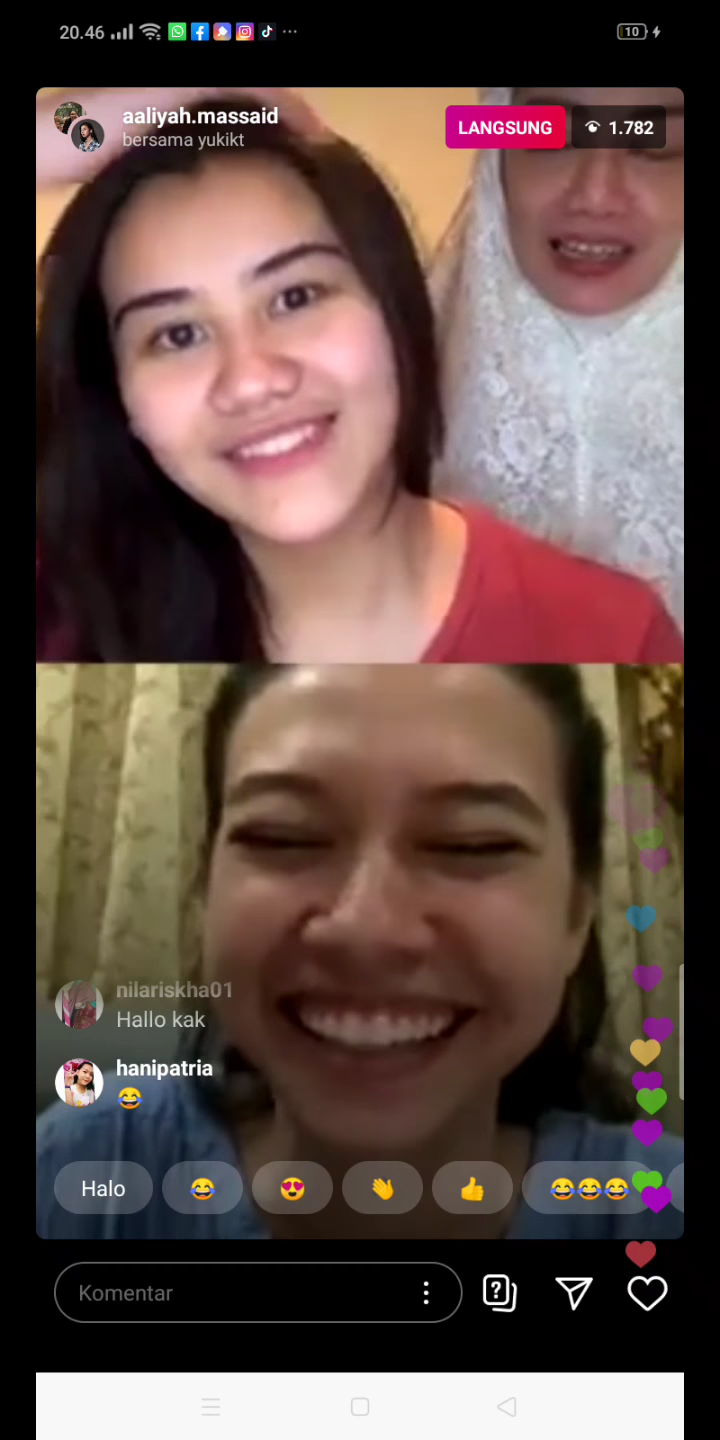 20.46
10
aaliyah.massaid
bersama yukikt
LANGSUNG
1.782
nilariskha01
Hallo kak
hanipatria
😂
Halo 😂 😍 👋 👍 😂😂😂
Komentar